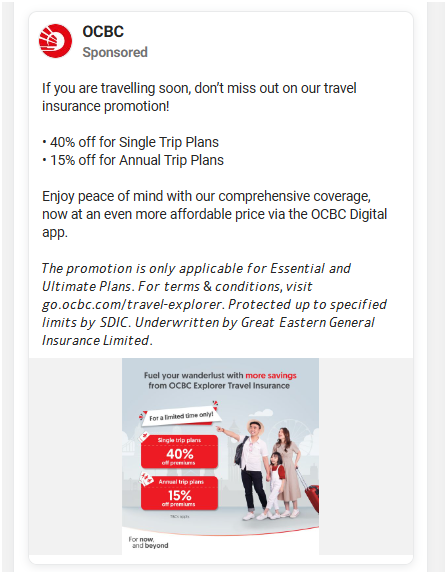 OCBC
Sponsored
If you are travelling soon, don't miss out on our travel
insurance promotion!
• 40% off for Single Trip Plans
• 15% off for Annual Trip Plans
Enjoy peace of mind with our comprehensive coverage,
now at an even more affordable price via the OCBC Digital
app.
The promotion is only applicable for Essential and
Ultimate Plans. For terms & conditions, visit
go.ocbc.com/travel-explorer. Protected up to specified
limits by SDIC. Underwritten by Great Eastern General
Insurance Limited.
Fuel your wanderlust with more savings
from OCBC Explorer Travel Insurance
For a limited time only!
Single trip plans
40%
off premiums
Annual trip plans
15%
off premiums
For now,
and beyond